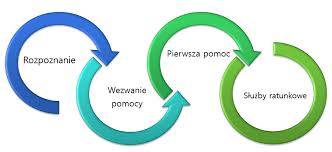 Rozpoznanie
Wezwanie
pomocy
Pierwsza pomoc
Służby ratunkowe